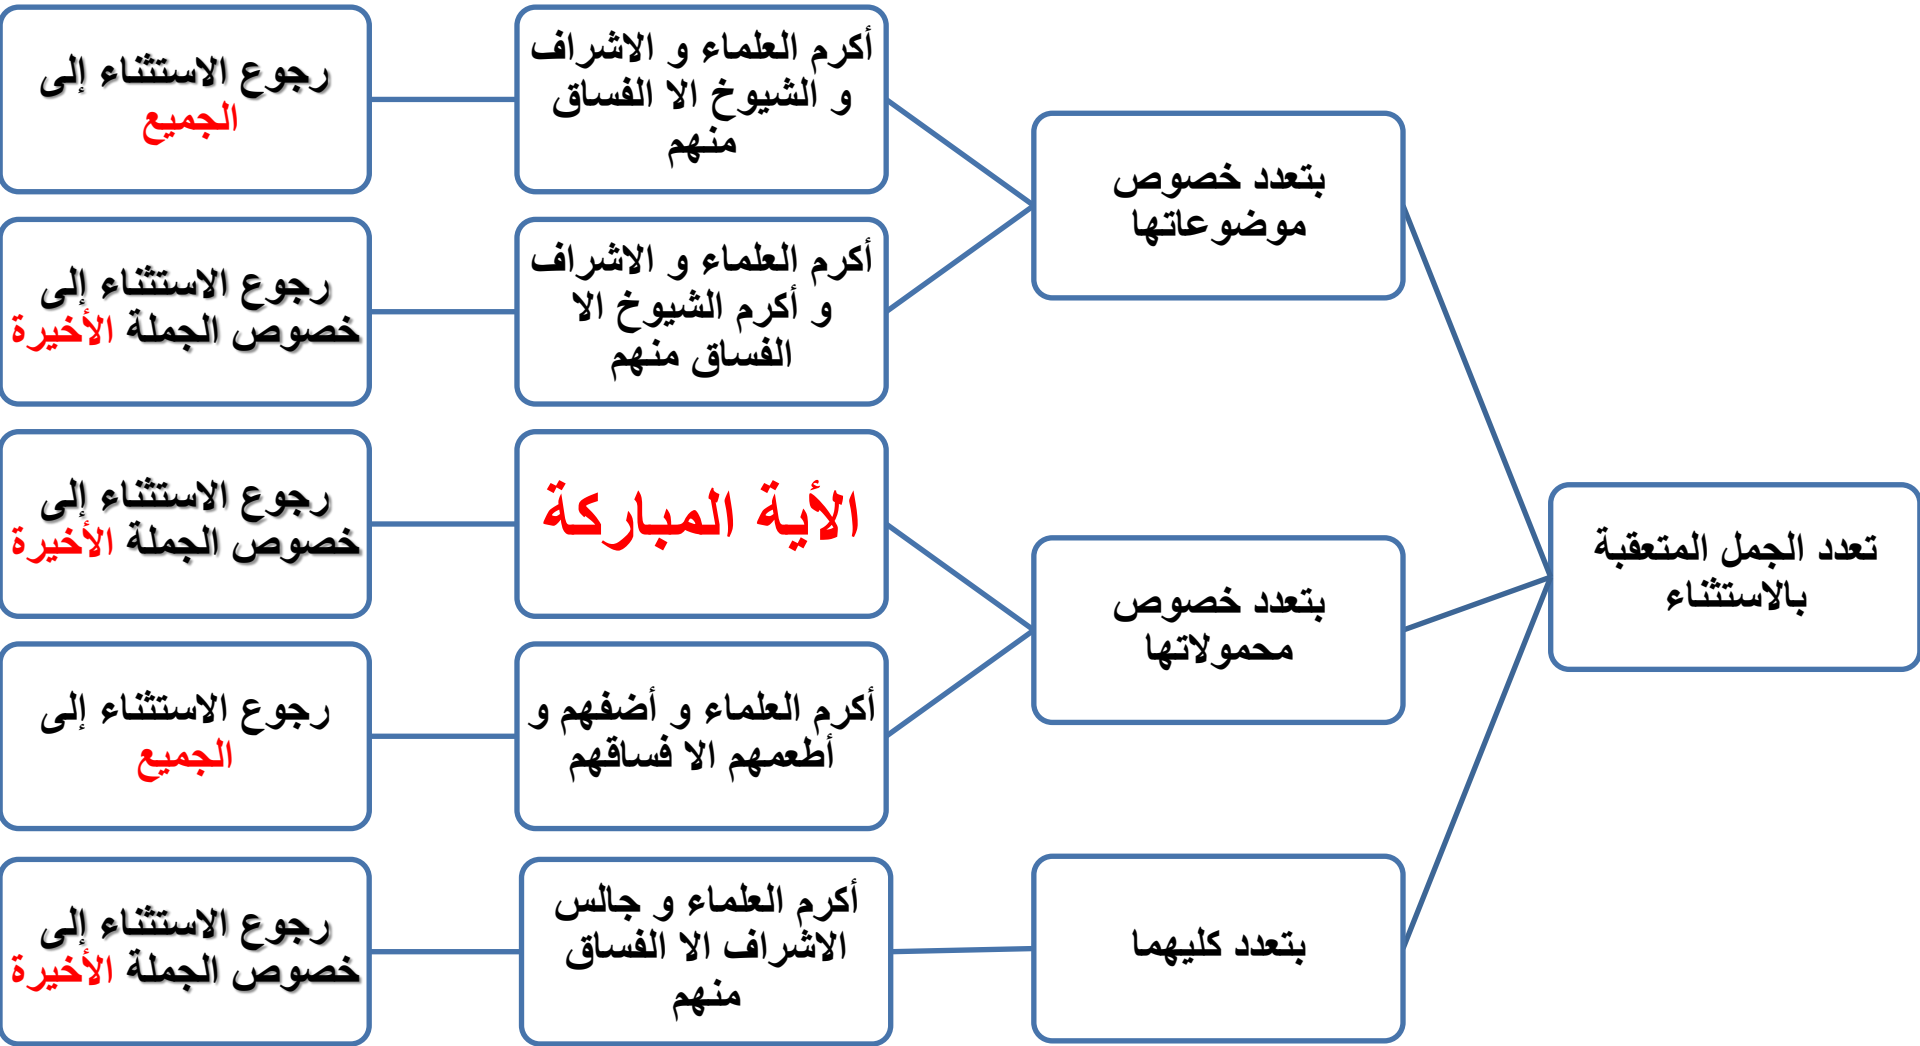 تعدد الجمل المتعقبة
بالاستثناء
بتعدد خصوص
موضوعاتها
أكرم العلماء و الاشراف
و الشيوخ الا الفساق
منهم
رجوع الاستثناء إلى
الجميع
أكرم العلماء و الاشراف
و أكرم الشيوخ الا
الفساق منهم
رجوع الاستثناء إلى
خصوص الجملة الأخيرة
بتعدد خصوص
محمولاتها
الأية المباركة
رجوع الاستثناء إلى
خصوص الجملة الأخيرة
أكرم العلماء و أضفهم و
أطعمهم الا فساقهم
رجوع الاستثناء إلى
الجميع
بتعدد كليهما
أكرم العلماء و جالس
الاشراف الا الفساق
منهم
رجوع الاستثناء إلى
خصوص الجملة الأخيرة